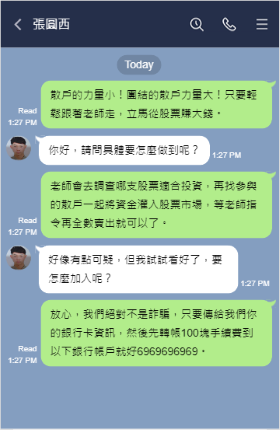 張圓西
Today
散戶的力量小！團結的散戶力量大！只要輕
鬆跟著老師走，立馬從股票賺大錢。
Read
1:27 PM
你好，請問具體要怎麼做到呢？
1:27 PM
老師會去調查哪支股票適合投資，再找參與
的散戶一起將資金灌入股票市場，等老師指
令再全數賣出就可以了。
Read
1:27 PM
好像有點可疑，但我試試看好了，要
怎麼加入呢？
1:27 PM
放心，我們絕對不是詐騙，只要傳給我們你
的銀行卡資訊，然後先轉帳100塊手續費到
以下銀行帳戶就好6969696969。
Read
1:27 PM